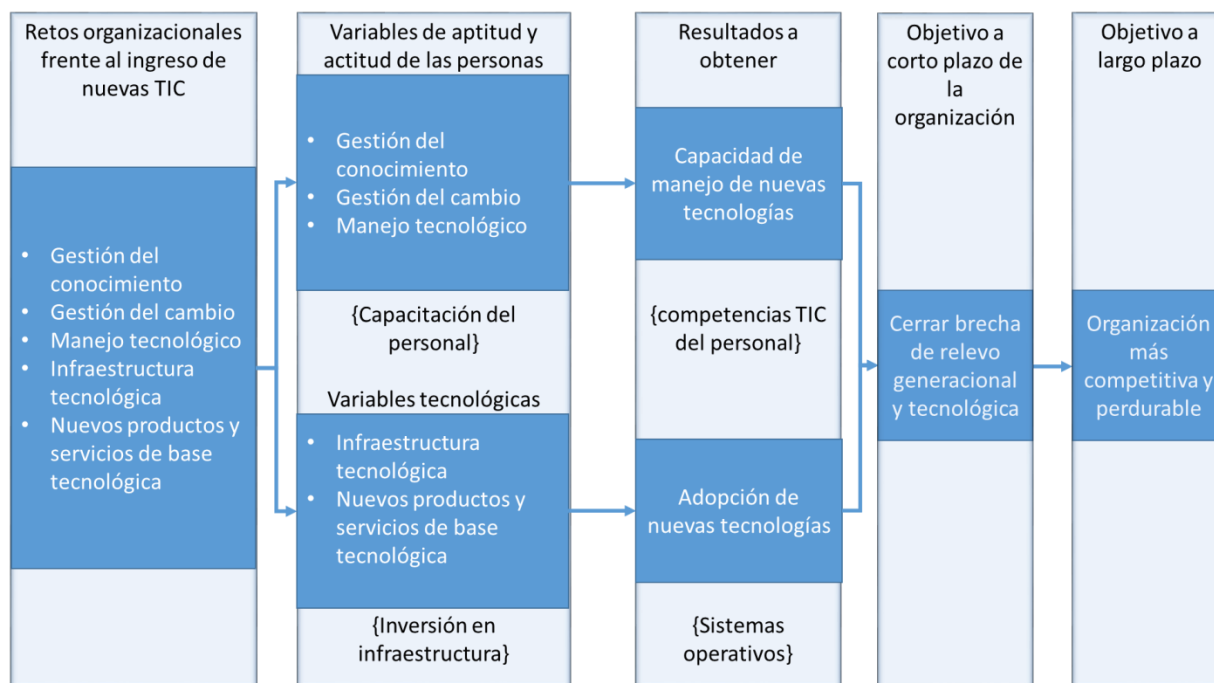 Retos organizacionales
frente al ingreso de
nuevas TIC
• Gestión del
conocimiento
• Gestión del cambio
• Manejo tecnológico
• Infraestructura
tecnológica
• Nuevos productos y
servicios de base
tecnológica
Variables de aptitud y
actitud de las personas
• Gestión del
conocimiento
• Gestión del cambio
• Manejo tecnológico
{Capacitación del
personal}
Variables tecnológicas
• Infraestructura
tecnológica
• Nuevos productos y
servicios de base
tecnológica
{Inversión en
infraestructura}
Resultados a
obtener
Capacidad de
manejo de nuevas
tecnologías
{competencias TIC
del personal}
Adopción de
nuevas tecnologías
{Sistemas
operativos}
Objetivo a
corto plazo de
la
organización
Cerrar brecha
de relevo
generacional
y tecnológica
Objetivo a
largo plazo
Organización
más
competitiva y
perdurable